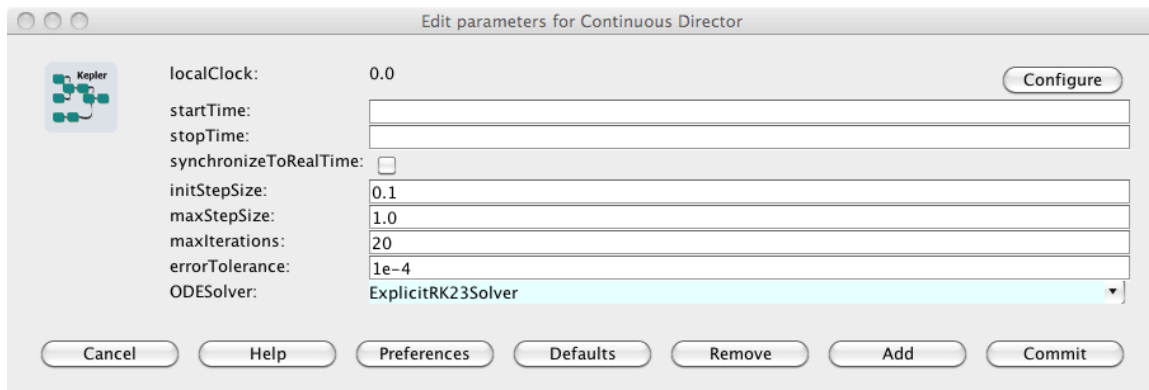 Edit parameters for Continuous Director
Kepler
localClock: 0.0
Configure
startTime:
stopTime:
synchronizeToRealTime:
initStepSize: 0.1
maxStepSize: 1.0
maxIterations: 20
errorTolerance: 1e-4
ODESolver: ExplicitRK23Solver
Cancel Help Preferences Defaults Remove Add Commit